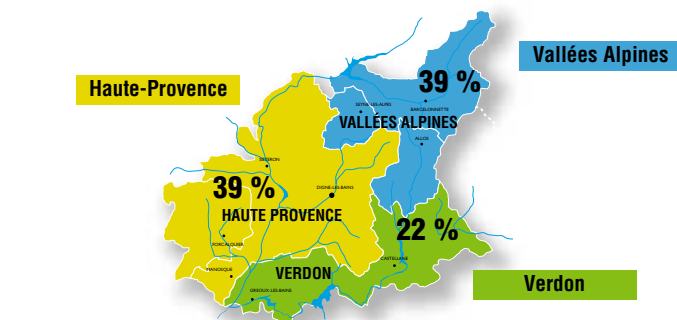 Vallées Alpines
39 %
Haute-Provence
SEYNE-LES-ALPES
BARCELONNETTE
VALLÉES ALPINES
ALLOS
SISTERON
39 %
DIGNE-LES-BAINS
HAUTE PROVENCE
22 %
FORCALQUIER
CASTELLANE
MANOSQUE
VERDON
Verdon
GREOUX-LES-BAINS